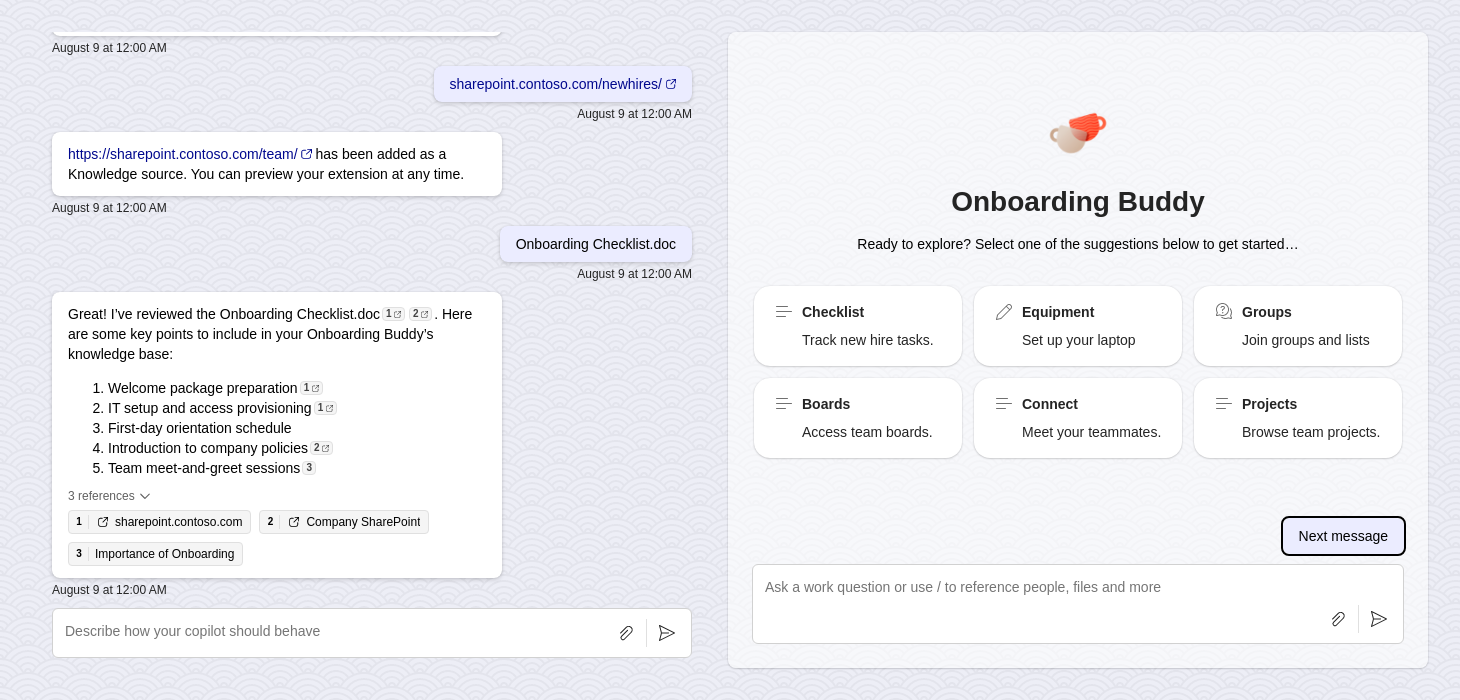 August 9 at 12:00 AM
sharepoint.contoso.com/newhires/
August 9 at 12:00 AM
https://sharepoint.contoso.com/team/ has been added as a
Knowledge source. You can preview your extension at any time.
August 9 at 12:00 AM
Onboarding Checklist.doc
August 9 at 12:00 AM
Great! I’ve reviewed the Onboarding Checklist.doc 1 2 . Here
are some key points to include in your Onboarding Buddy’s
knowledge base:
1. Welcome package preparation 1
2. IT setup and access provisioning 1
3. First-day orientation schedule
4. Introduction to company policies 2
5. Team meet-and-greet sessions 3
3 references
1 sharepoint.contoso.com 2 Company SharePoint
3 Importance of Onboarding
August 9 at 12:00 AM
Describe how your copilot should behave
Onboarding Buddy
Ready to explore? Select one of the suggestions below to get started…
Checklist
Track new hire tasks.
Equipment
Set up your laptop
Groups
Join groups and lists
Boards
Access team boards.
Connect
Meet your teammates.
Projects
Browse team projects.
Next message
Ask a work question or use / to reference people, files and more